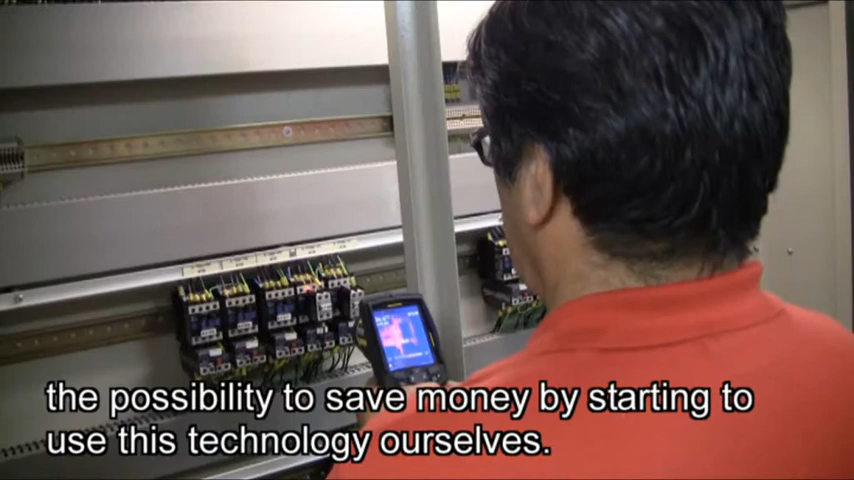 the possibility to save money by starting to
use this technology ourselves.